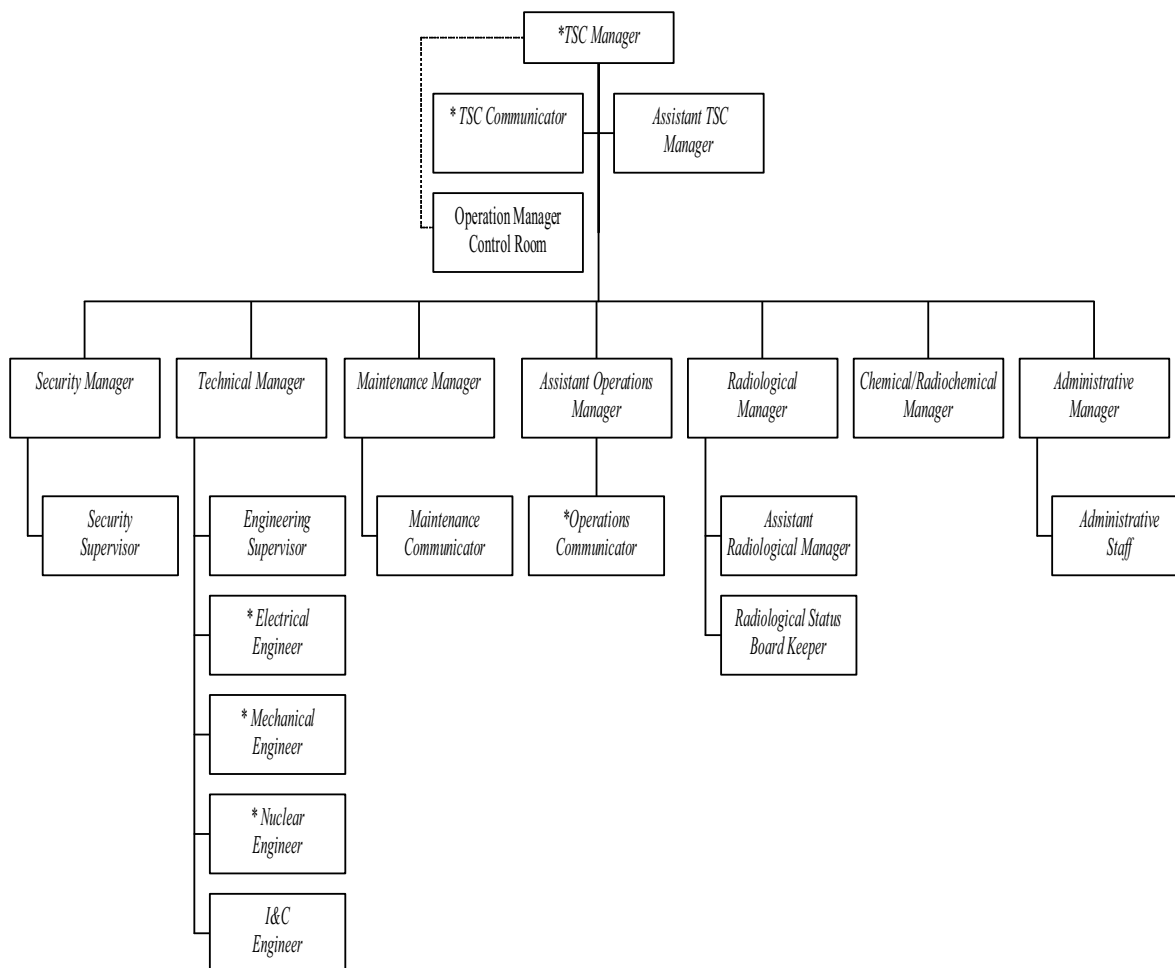 *TSC Manager
* TSC Communicator
Assistant TSC
Manager
Operation Manager
Control Room
Security Manager
Technical Manager
Maintenance Manager
Assistant Operations
Manager
Radiological
Manager
Chemical/Radiochemical
Manager
Administrative
Manager
Security
Supervisor
Engineering
Supervisor
Maintenance
Communicator
*Operations
Communicator
Assistant
Radiological Manager
Administrative
Staff
* Electrical
Engineer
Radiological Status
Board Keeper
* Mechanical
Engineer
* Nuclear
Engineer
I&C
Engineer